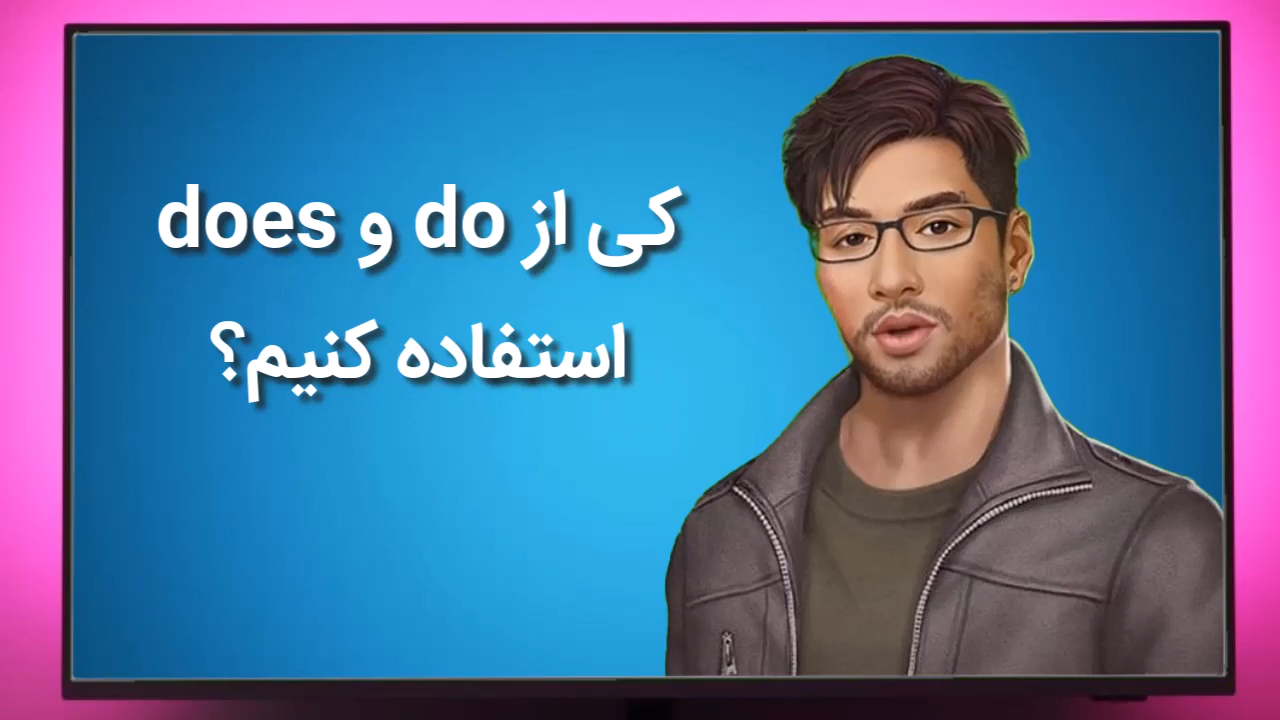 کی از do و does
استفاده کنیم؟